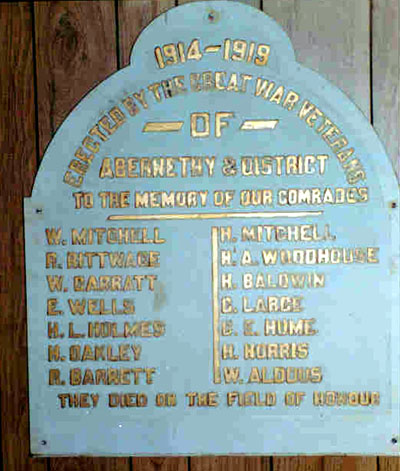 1914-1919
ERECTED BY THE GREAT WAR VETERANS
OF
ABERNETHY & DISTRICT
TO THE MEMORY OF OUR COMRADES
W. MITCHELL
R. RITTWAGE
W. BARRATT
E. WELLS
H. L. HOLMES
H. OAKLEY
R. BARRETT
H. MITCHELL
H. A. WOODHOUSE
H. BALDWIN
C. LARGE
G. E. HUME
H. NORRIS
W. ALDOUS
THEY DIED ON THE FIELD OF HONOUR